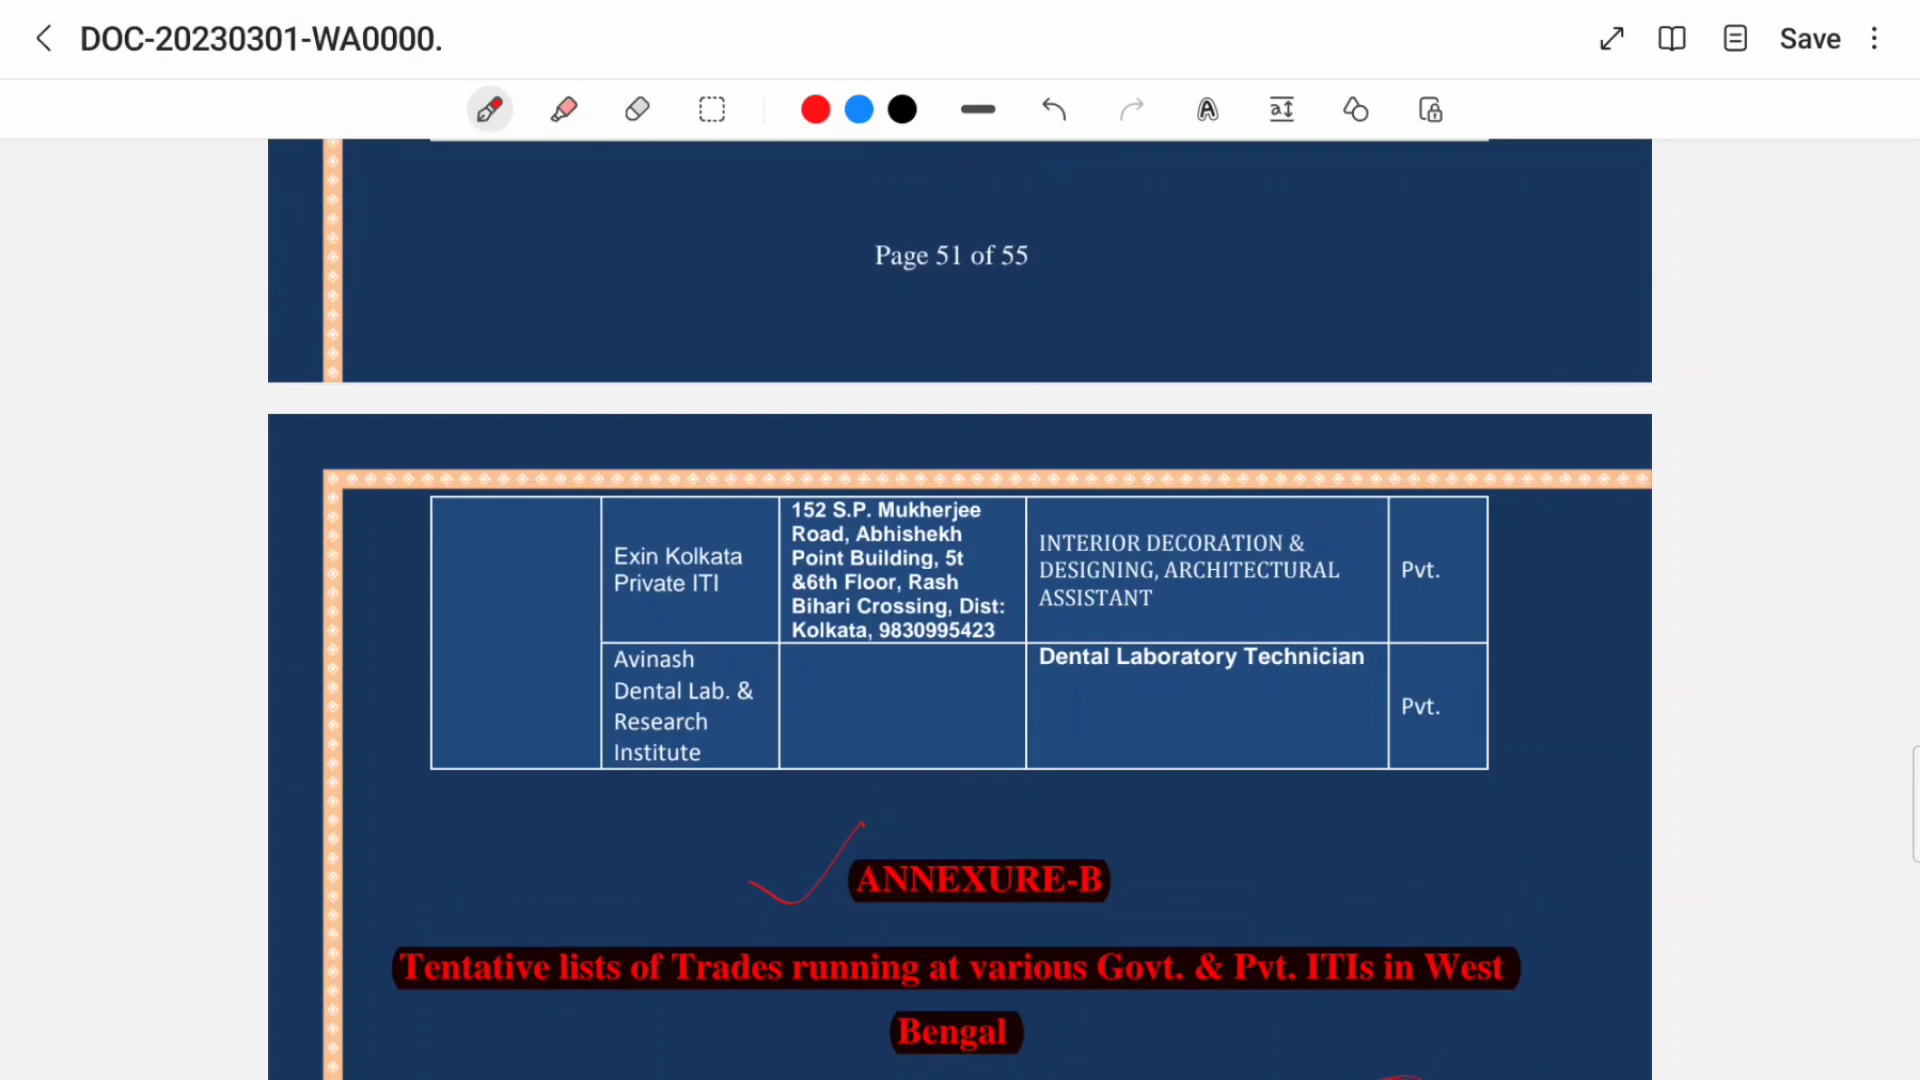 DOC-20230301-WA0000.
Save
Page 51 of 55
Exin Kolkata
Private ITI
152 S.P. Mukherjee
Road, Abhishekh
Point Building, 5t
&6th Floor, Rash
Bihari Crossing, Dist:
Kolkata, 9830995423
INTERIOR DECORATION &
DESIGNING, ARCHITECTURAL
ASSISTANT
Pvt.
Avinash
Dental Lab. &
Research
Institute
Dental Laboratory Technician
Pvt.
ANNEXURE-B
Tentative lists of Trades running at various Govt. & Pvt. ITIs in West
Bengal